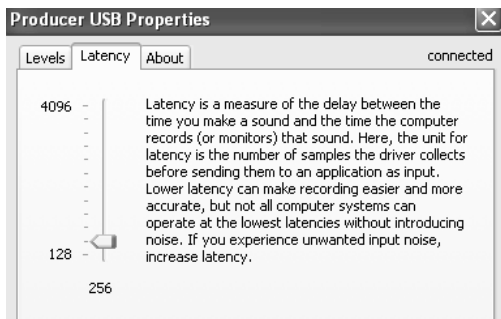 Producer USB Properties
Levels Latency About connected
4096
Latency is a measure of the delay between the
time you make a sound and the time the computer
records (or monitors) that sound. Here, the unit for
latency is the number of samples the driver collects
before sending them to an application as input.
Lower latency can make recording easier and more
accurate, but not all computer systems can
operate at the lowest latencies without introducing
noise. If you experience unwanted input noise,
increase latency.
128
256